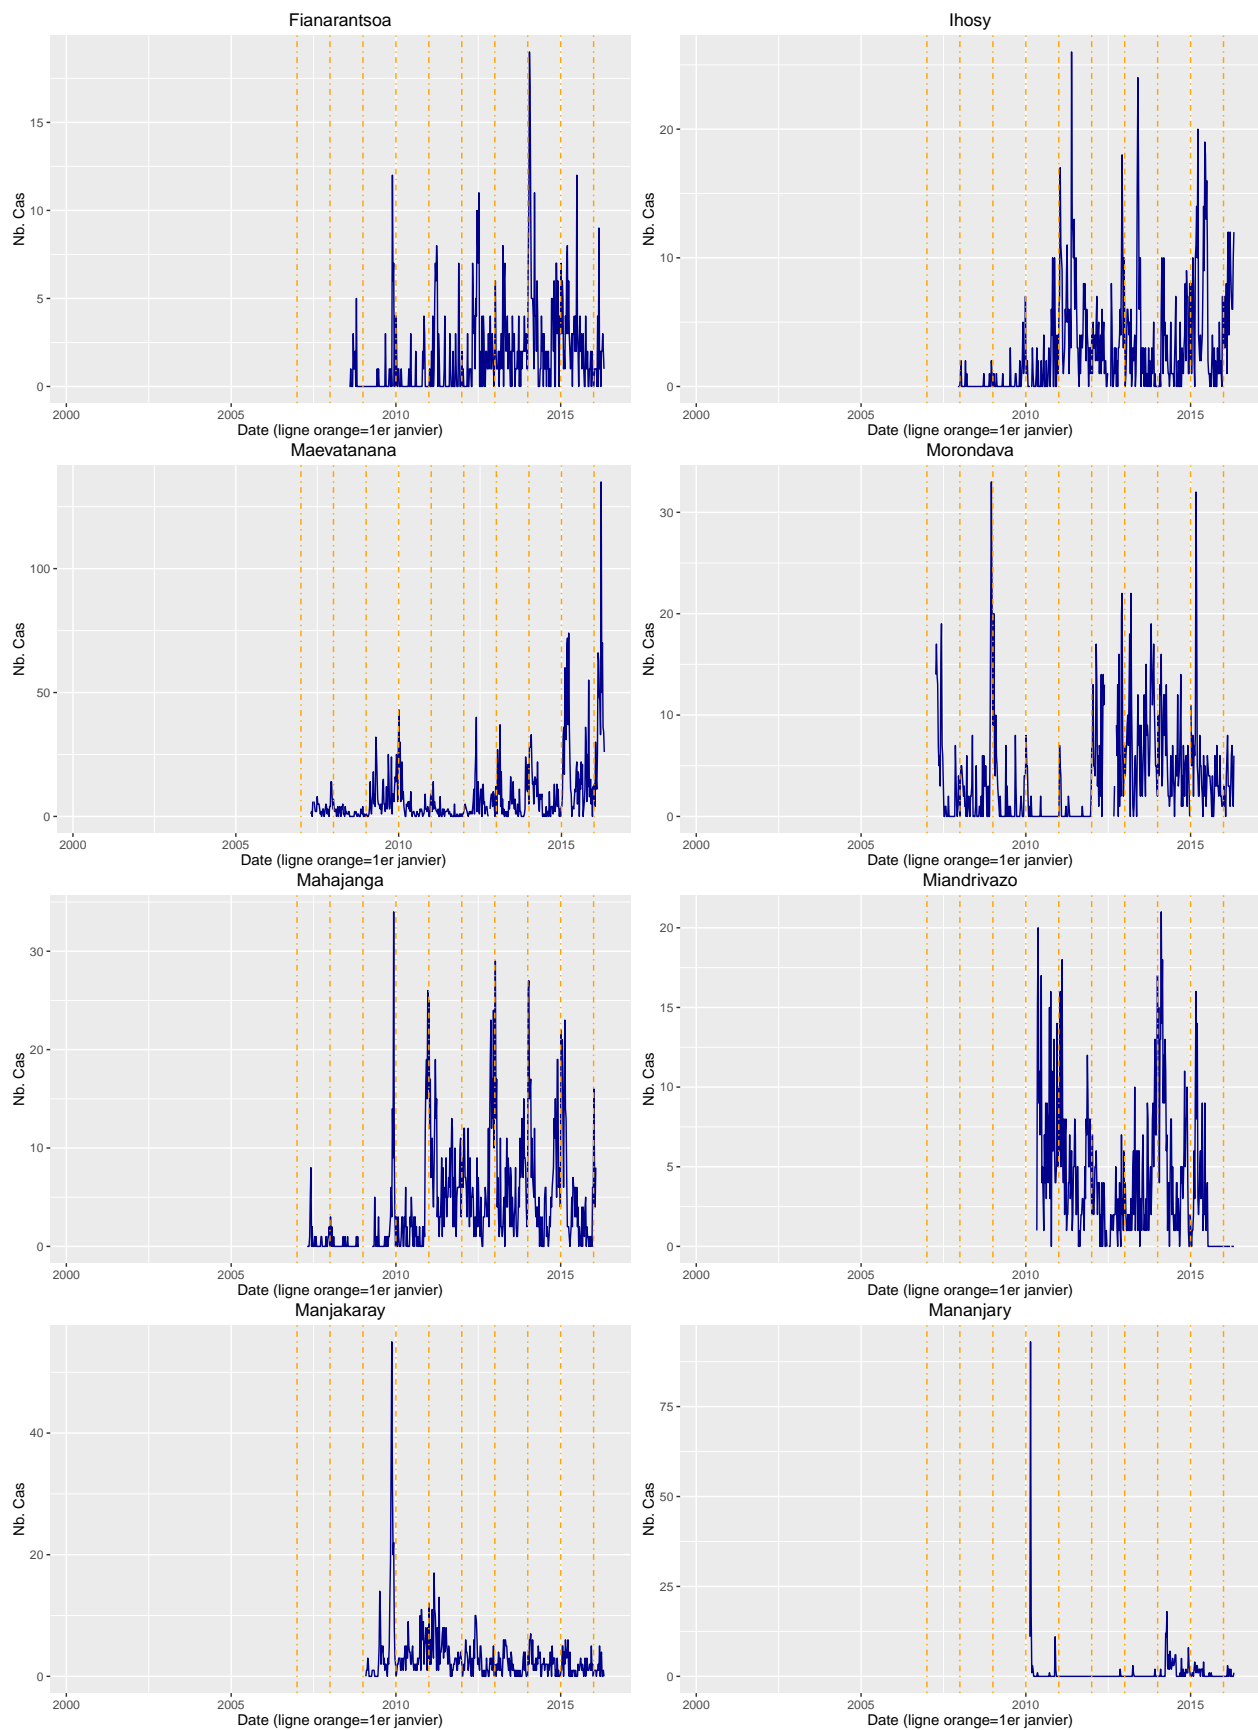 Fianarantsoa
Nb. Cas
15
10
5
0
2000 2005 2010 2015
Date (ligne orange=1er janvier)
Ihosy
Nb. Cas
20
10
0
2000 2005 2010 2015
Date (ligne orange=1er janvier)
Maevatanana
Nb. Cas
100
50
0
2000 2005 2010 2015
Date (ligne orange=1er janvier)
Morondava
Nb. Cas
30
20
10
0
2000 2005 2010 2015
Date (ligne orange=1er janvier)
Mahajanga
Nb. Cas
30
20
10
0
2000 2005 2010 2015
Date (ligne orange=1er janvier)
Miandrivazo
Nb. Cas
20
15
10
5
0
2000 2005 2010 2015
Date (ligne orange=1er janvier)
Manjakaray
Nb. Cas
40
20
0
2000 2005 2010 2015
Date (ligne orange=1er janvier)
Mananjary
Nb. Cas
75
50
25
0
2000 2005 2010 2015
Date (ligne orange=1er janvier)